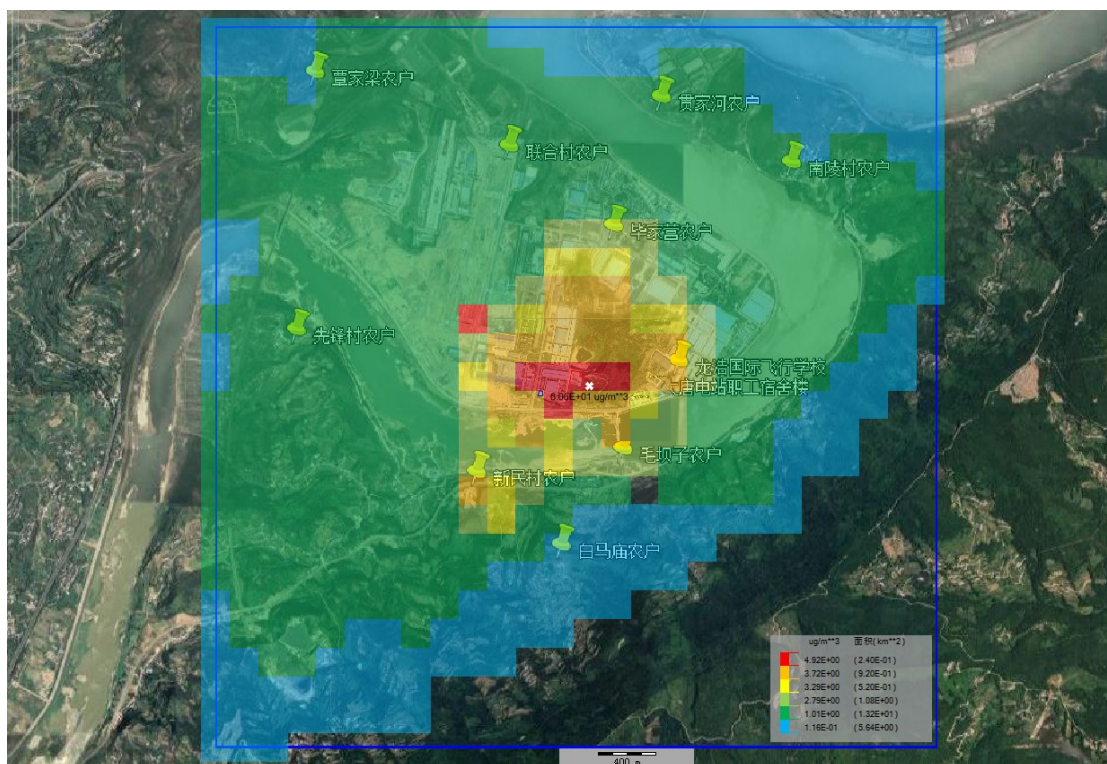 覃家梁农户
贯家河农户
联合村农户
南陵村农户
毕家营农户
先锋村农户
龙浩国际飞行学校
唐电站职工宿舍楼
6.06E+01 ug/m**3
毛坝子农户
新民村农户
白马庙农户
ug/m**3 面积(km**2)
4.92E+00 (2.40E-01)
3.72E+00 (9.20E-01)
3.29E+00 (5.20E-01)
2.79E+00 (1.08E+00)
1.01E+00 (1.32E+01)
1.16E-01 (5.64E+00)
400 m